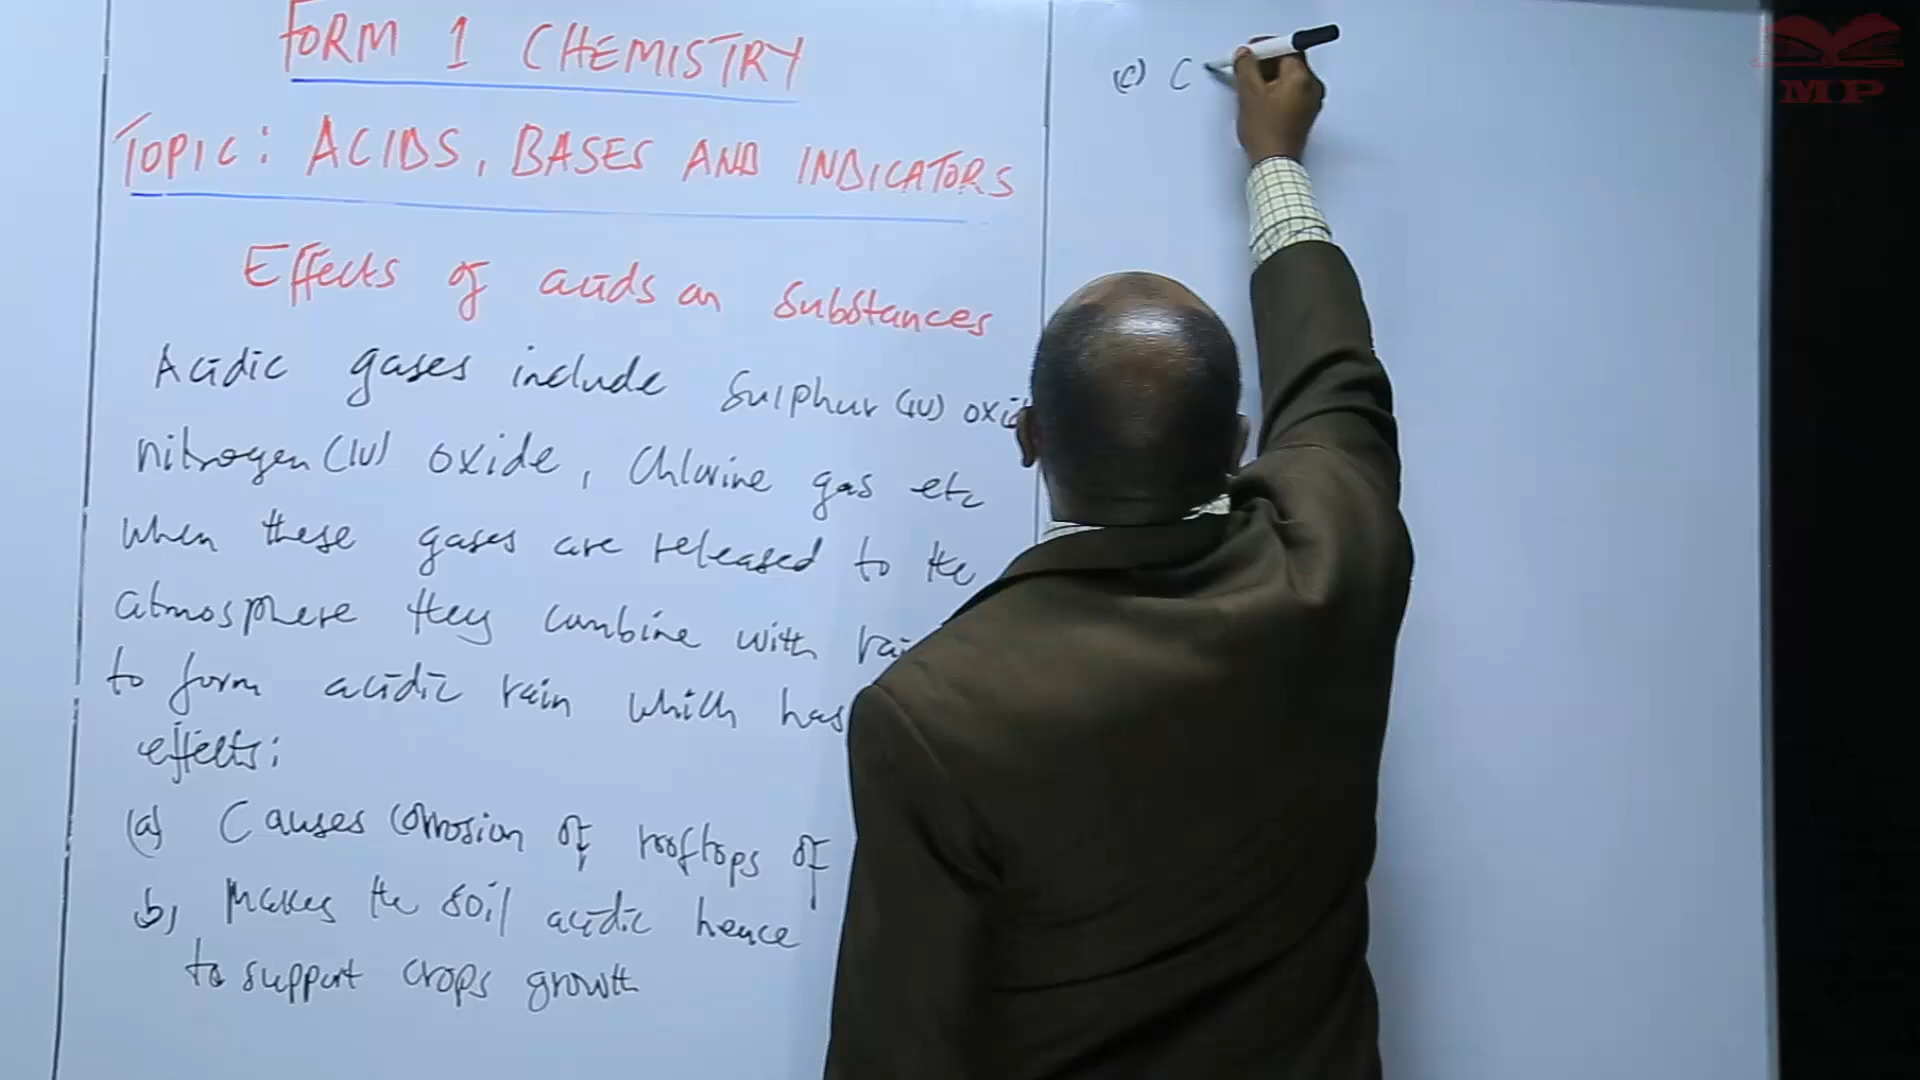 FORM 1 CHEMISTRY
TOPIC: ACIDS, BASES AND INDICATORS
Effects of acids on substances
Acidic gases include Sulphur (IV) oxid
nitrogen (IV) oxide, Chlorine gas etc
When these gases are released to the
atmosphere they combine with rai
to form acidic rain which has
effects:
(a) Causes corrosion of rooftops of
b) Makes the soil acidic hence
to support crops growth
(c) C
MP